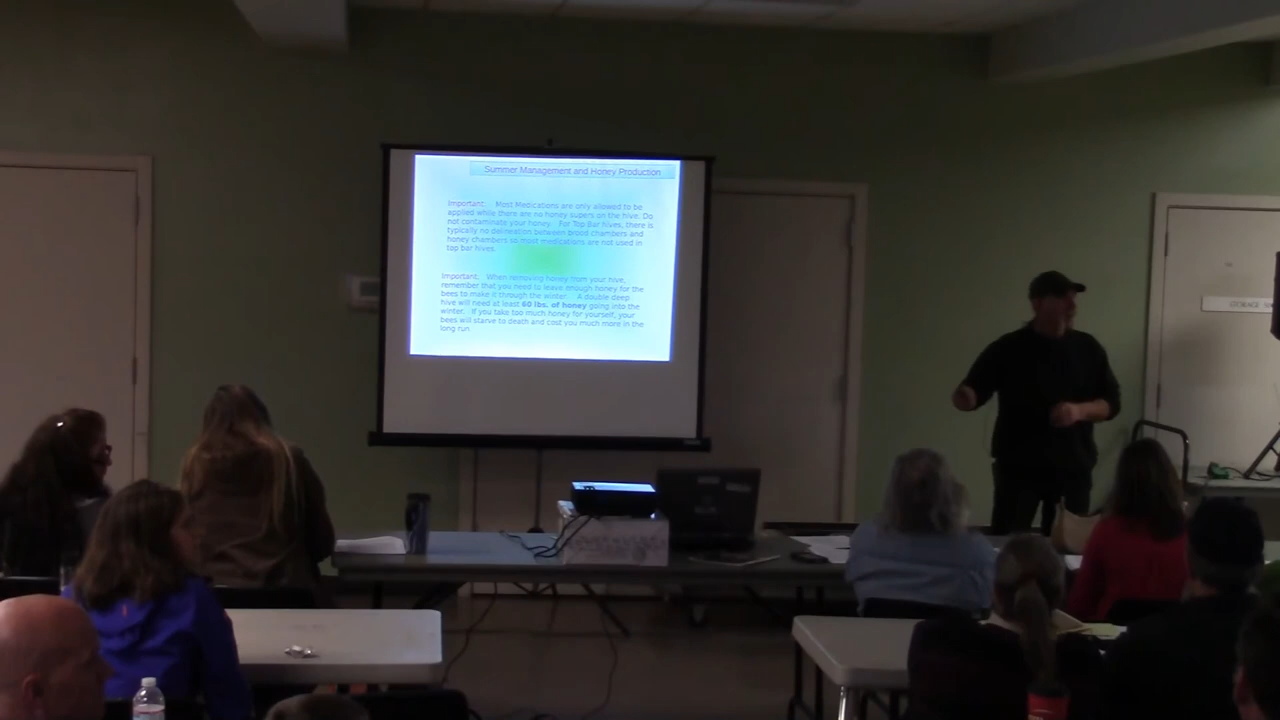 Summer Management and Honey Production
Important: Most Medications are only allowed to be
applied while there are no honey supers on the hive. Do
not contaminate your honey. For Top Bar hives, there is
typically no delineation between brood chambers and
honey chambers so most medications are not used in
top bar hives.
Important: When removing honey from your hive,
remember that you need to leave enough honey for the
bees to make it through the winter. A double deep
hive will need at least 60 lbs. of honey going into the
winter. If you take too much honey for yourself, your
bees will starve to death and cost you much more in the
long run.
STORAGE